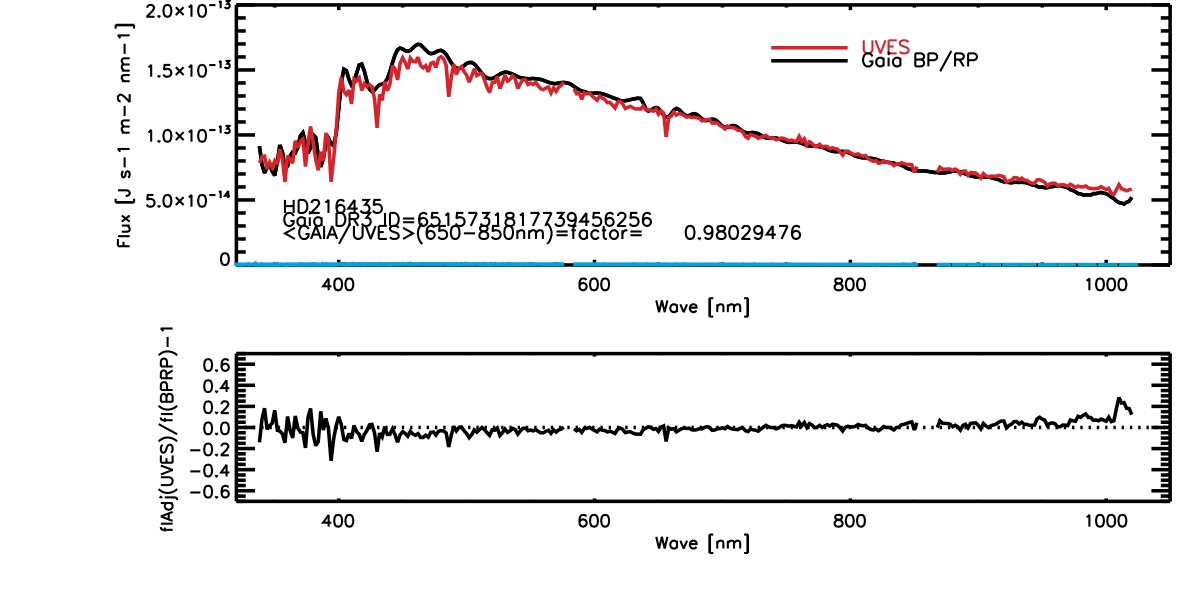 2.0×10−13
1.5×10−13
1.0×10−13
5.0×10−14
0
Flux [J s−1 m−2 nm−1]
UVES
Gaia BP/RP
HD216435
Gaia DR3 ID=6515731817739456256
<GAIA/UVES>(650−850nm)=factor= 0.98029476
400 600 800 1000
Wave [nm]
flAdj(UVES)/fl(BPRP)−1
0.6
0.4
0.2
0.0
−0.2
−0.4
−0.6
400 600 800 1000
Wave [nm]